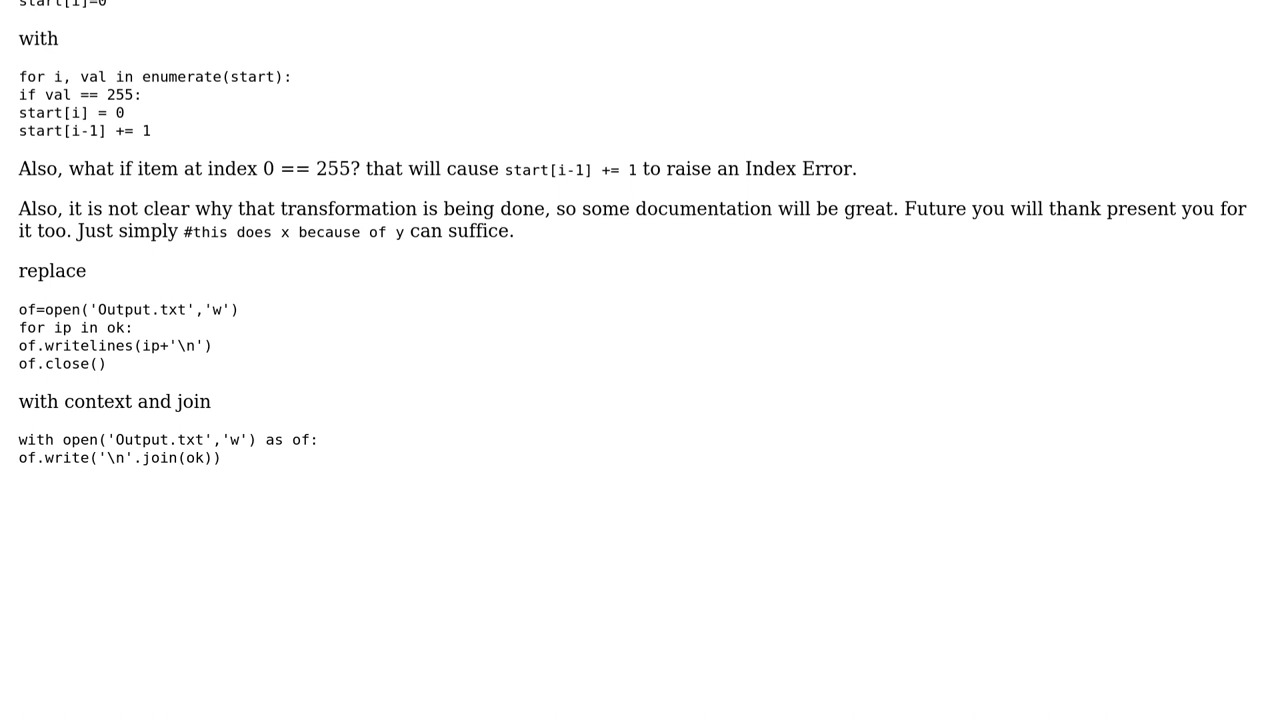 start[i]=0
with
for i, val in enumerate(start):
if val == 255:
start[i] = 0
start[i-1] += 1
Also, what if item at index 0 == 255? that will cause start[i-1] += 1 to raise an Index Error.
Also, it is not clear why that transformation is being done, so some documentation will be great. Future you will thank present you for
it too. Just simply #this does x because of y can suffice.
replace
of=open('Output.txt','w')
for ip in ok:
of.writelines(ip+'\n')
of.close()
with context and join
with open('Output.txt','w') as of:
of.write('\n'.join(ok))